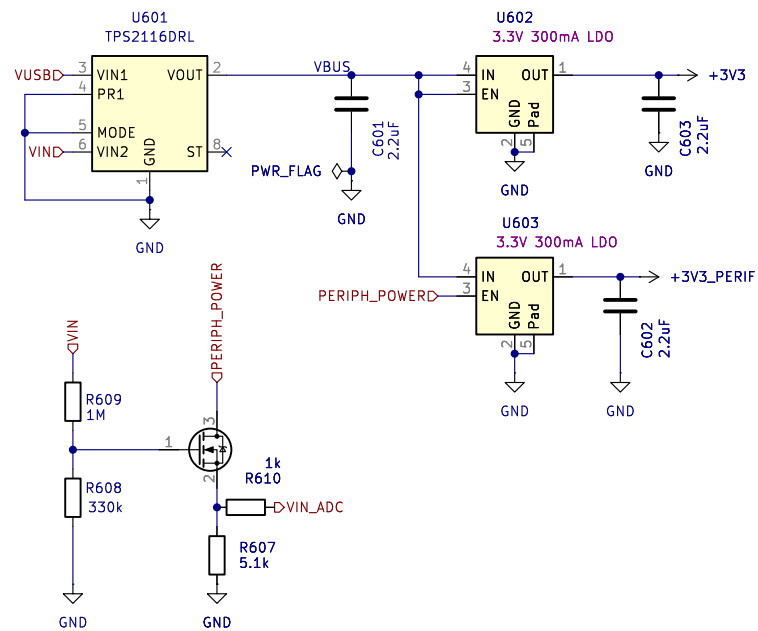 U601
TPS2116DRL
VUSB
3
VIN1
4
PR1
5
MODE
VIN
6
VIN2
VOUT
2
ST
8
GND
1
GND
VBUS
C601
2.2uF
PWR_FLAG
GND
U602
3.3V 300mA LDO
4
IN
3
EN
OUT
1
GND
Pad
2
5
GND
+3V3
C603
2.2uF
GND
U603
3.3V 300mA LDO
4
IN
PERIPH_POWER
3
EN
OUT
1
GND
Pad
2
5
GND
+3V3_PERIF
C602
2.2uF
GND
VIN
R609
1M
R608
330k
GND
PERIPH_POWER
3
1
2
1k
R610
VIN_ADC
R607
5.1k
GND